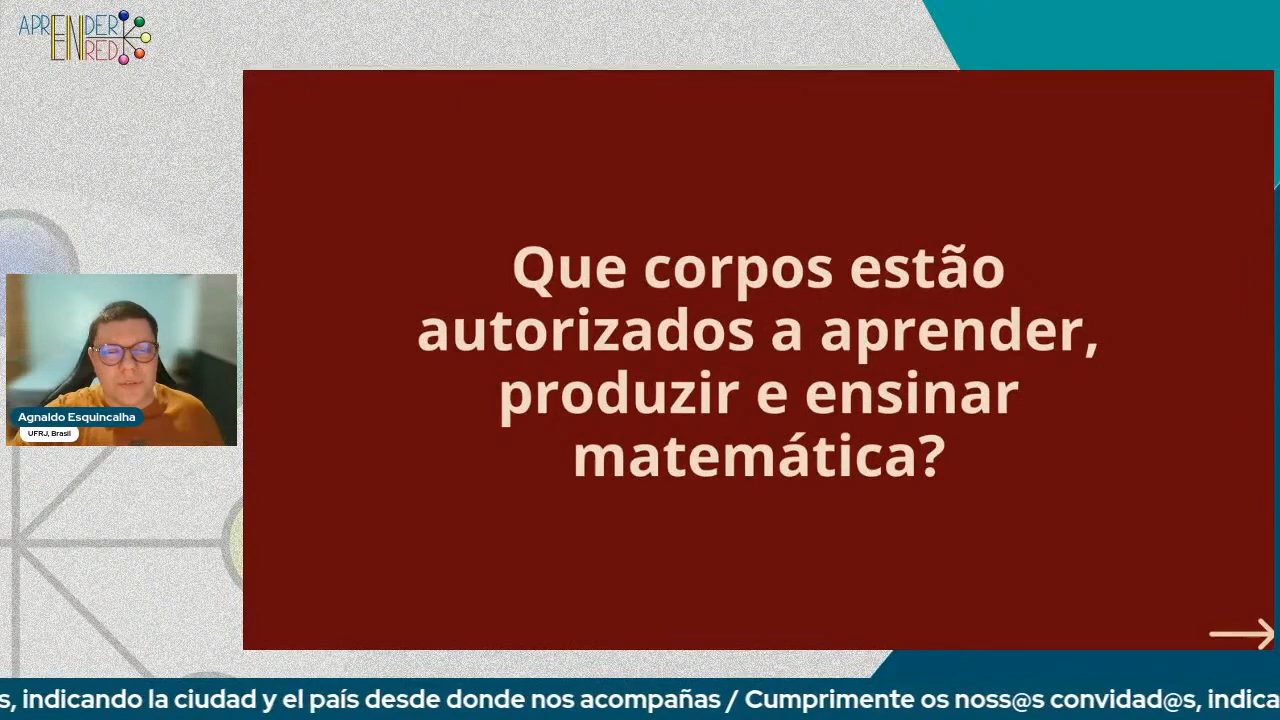 APRENDER
EN RED
Que corpos estão
autorizados a aprender,
produzir e ensinar
matemática?
Agnaldo Esquincalha
UFRJ, Brasil
s, indicando la ciudad y el país desde donde nos acompañas / Cumprimente os noss@s convidad@s, indica